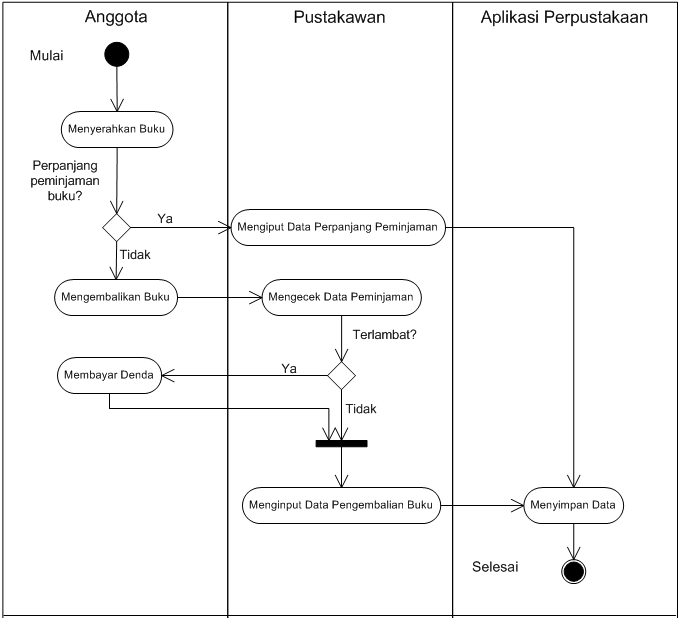 Anggota
Pustakawan
Aplikasi Perpustakaan
Mulai
Menyerahkan Buku
Perpanjang
peminjaman
buku?
Ya
Mengiput Data Perpanjang Peminjaman
Tidak
Mengembalikan Buku
Mengecek Data Peminjaman
Terlambat?
Membayar Denda
Ya
Tidak
Menginput Data Pengembalian Buku
Menyimpan Data
Selesai